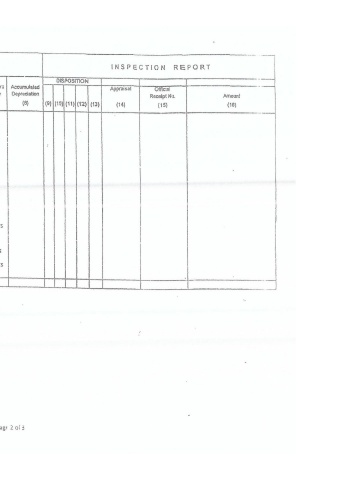 INSPECTION REPORT
DISPOSITION
Accumulated Depreciation (8)
(9) (10) (11) (12) (13)
Appraisal (14)
Official Receipt No. (15)
Amount (16)
s
s
Page 2 of 3